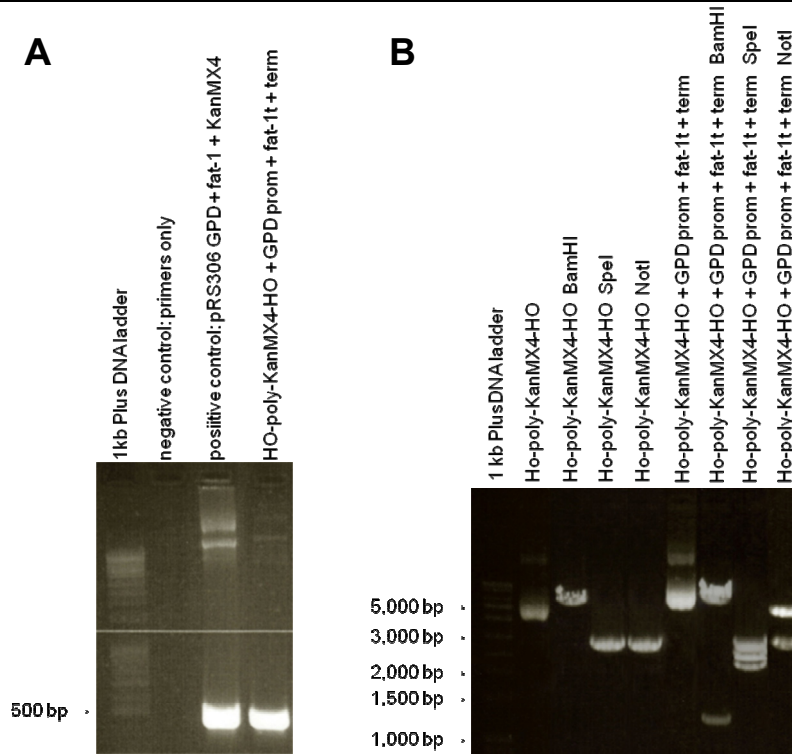 A
1kb Plus DNA ladder
negative control: primers only
posiitive control: pRS306 GPD + fat-1 + KanMX4
HO-poly-KanMX4-HO + GPD prom + fat-1t + term
500 bp
B
1 kb Plus DNA ladder
Ho-poly-KanMX4-HO
Ho-poly-KanMX4-HO BamHI
Ho-poly-KanMX4-HO SpeI
Ho-poly-KanMX4-HO NotI
Ho-poly-KanMX4-HO + GPD prom + fat-1t + term
Ho-poly-KanMX4-HO + GPD prom + fat-1t + term BamHI
Ho-poly-KanMX4-HO + GPD prom + fat-1t + term SpeI
Ho-poly-KanMX4-HO + GPD prom + fat-1t + term NotI
5,000 bp
3,000 bp
2,000 bp
1,500 bp
1,000 bp